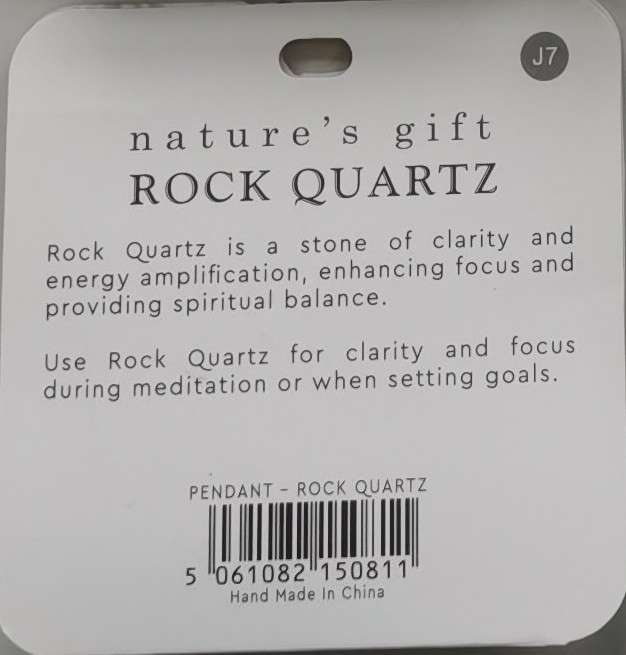 J7
nature's gift
ROCK QUARTZ
Rock Quartz is a stone of clarity and
energy amplification, enhancing focus and
providing spiritual balance.
Use Rock Quartz for clarity and focus
during meditation or when setting goals.
PENDANT - ROCK QUARTZ
5 061082 150811
Hand Made In China